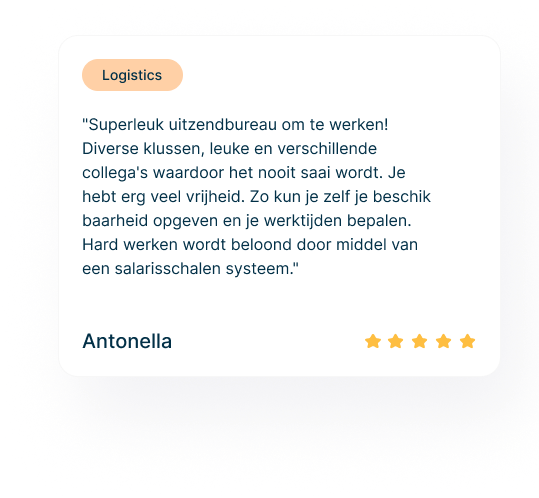 Logistics
"Superleuk uitzendbureau om te werken!
Diverse klussen, leuke en verschillende
collega's waardoor het nooit saai wordt. Je
hebt erg veel vrijheid. Zo kun je zelf je beschik
baarheid opgeven en je werktijden bepalen.
Hard werken wordt beloond door middel van
een salarisschalen systeem."
Antonella